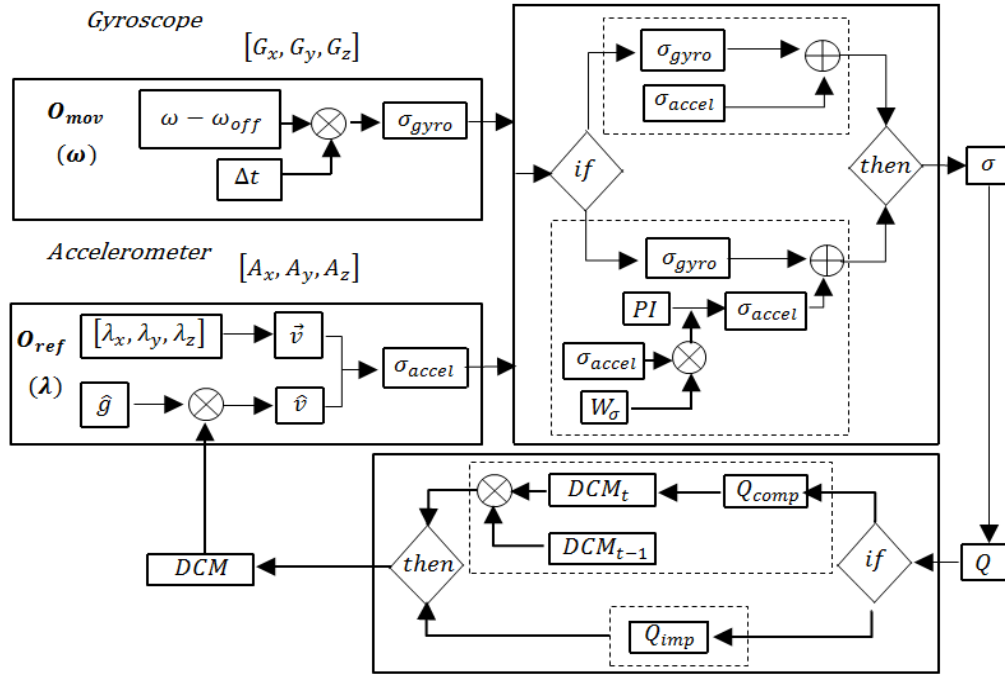 Gyroscope
[G_x, G_y, G_z]
O_mov
(ω)
ω − ω_off
Δt
σ_gyro
σ_gyro
σ_accel
if
then
σ
Accelerometer
[A_x, A_y, A_z]
O_ref
(λ)
[λ_x, λ_y, λ_z]
v⃗
ĝ
v̂
σ_accel
σ_gyro
PI
σ_accel
σ_accel
W_σ
DCM_t
Q_comp
DCM_{t−1}
if
Q
then
DCM
Q_imp